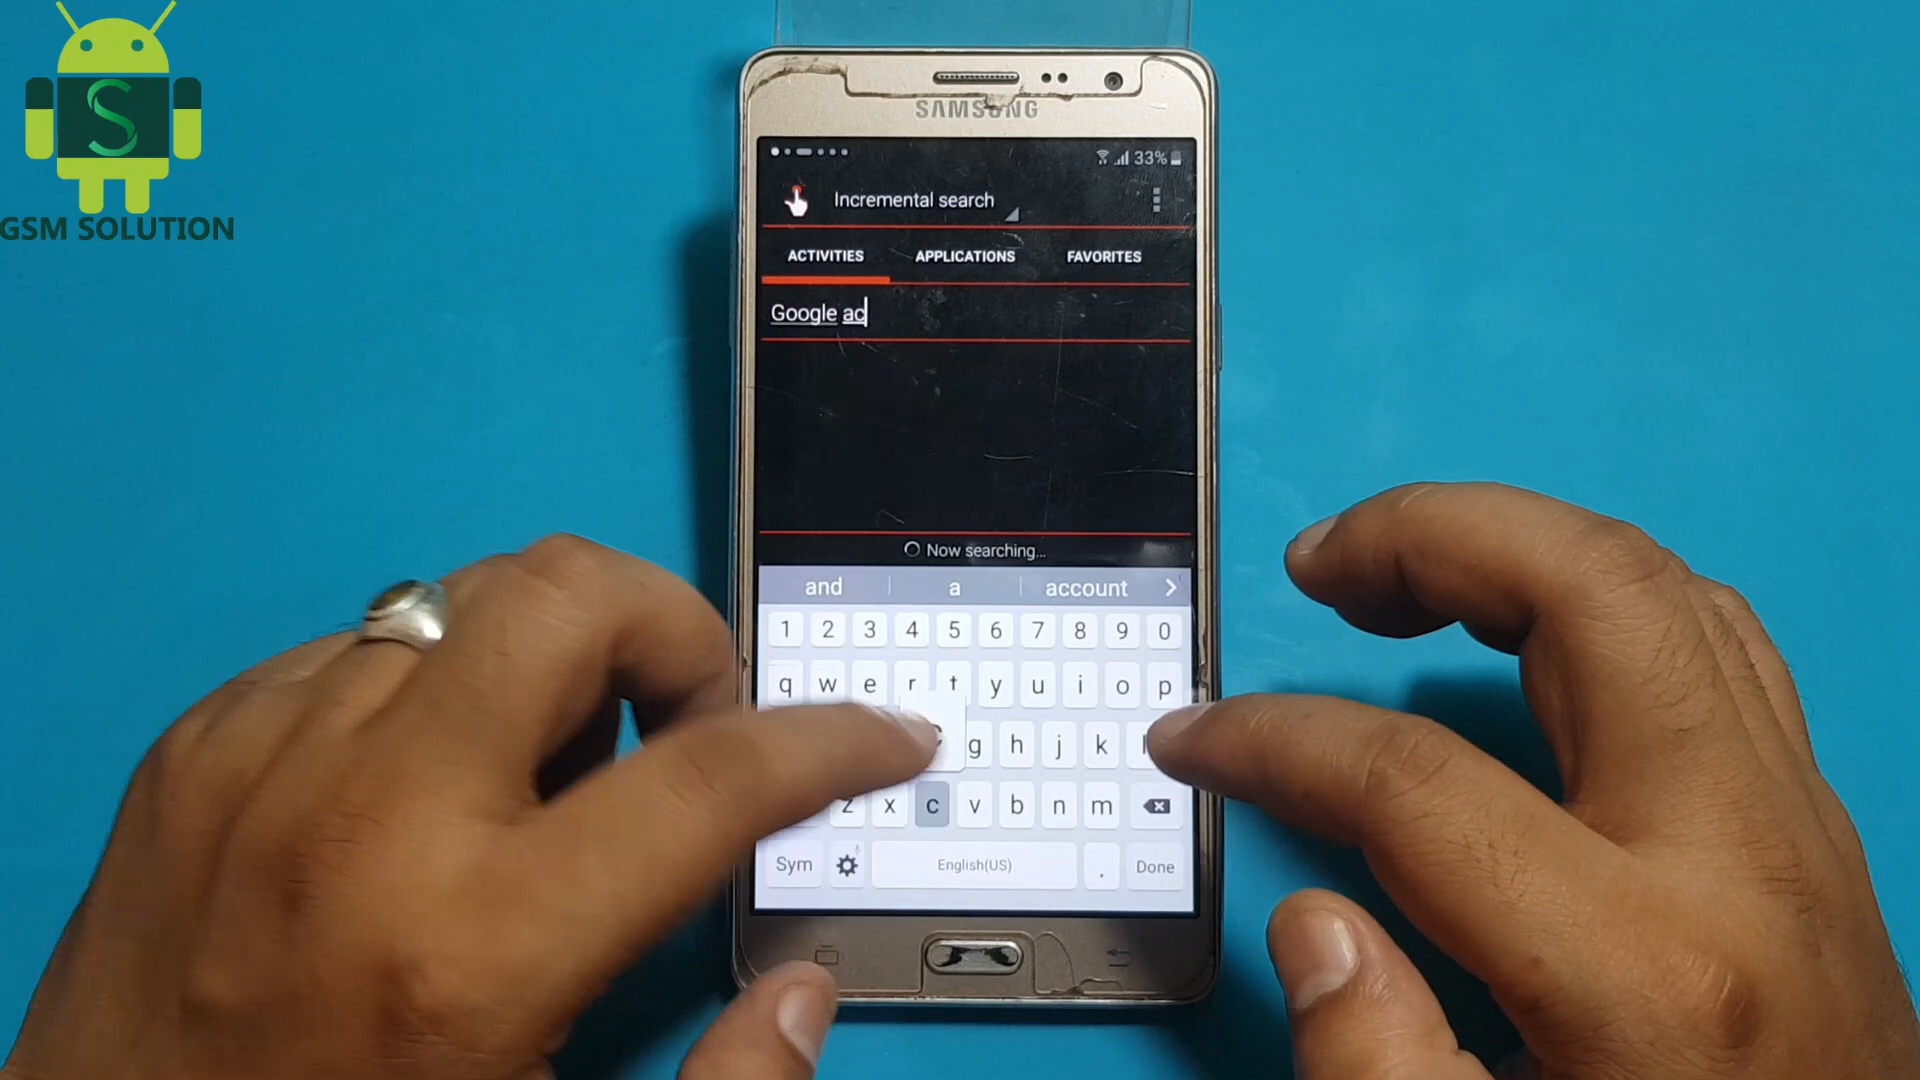 S
GSM SOLUTION
SAMSUNG
33%
Incremental search
ACTIVITIES APPLICATIONS FAVORITES
Google ac
Now searching...
and a account
1 2 3 4 5 6 7 8 9 0
q w e r t y u i o p
c g h j k l
z x c v b n m
Sym English(US) . Done